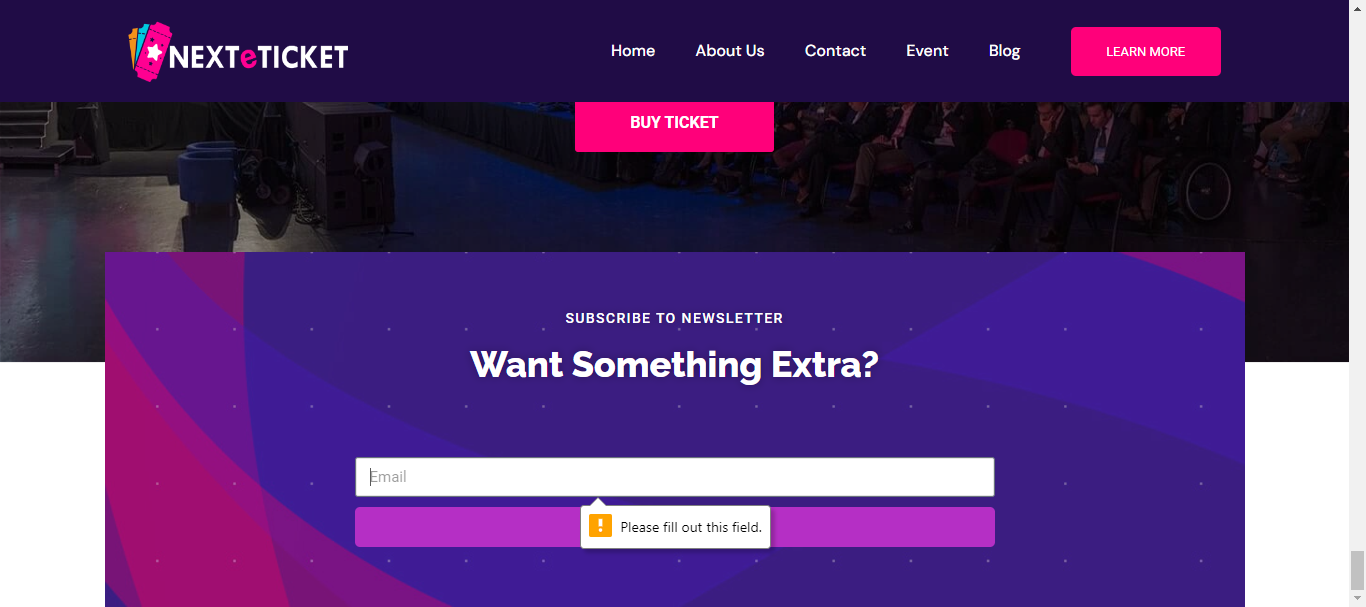 NEXTeTICKET
Home About Us Contact Event Blog LEARN MORE
BUY TICKET
SUBSCRIBE TO NEWSLETTER
Want Something Extra?
Email
Please fill out this field.